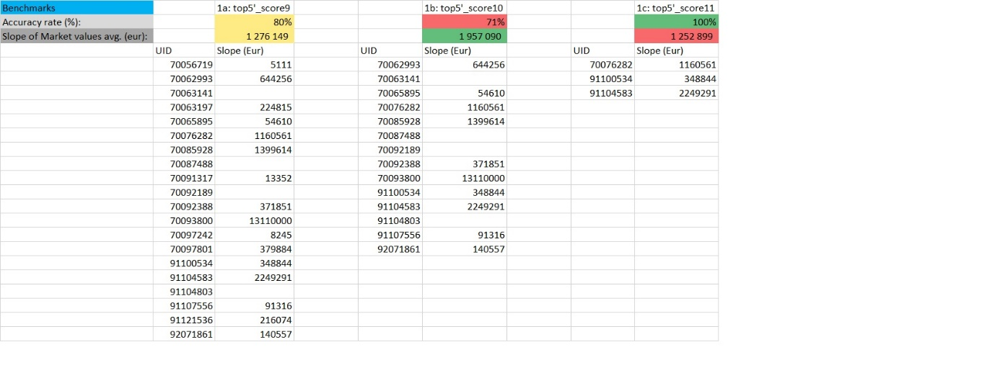 Benchmarks 1a: top5'_score9 1b: top5'_score10 1c: top5'_score11
Accuracy rate (%): 80% 71% 100%
Slope of Market values avg. (eur): 1 276 149 1 957 090 1 252 899
UID Slope (Eur) UID Slope (Eur) UID Slope (Eur)
70056719 5111 70062993 644256 70076282 1160561
70062993 644256 70063141 91100534 348844
70063141 70065895 54610 91104583 2249291
70063197 224815 70076282 1160561
70065895 54610 70085928 1399614
70076282 1160561 70087488
70085928 1399614 70092189
70087488 70092388 371851
70091317 13352 70093800 13110000
70092189 91100534 348844
70092388 371851 91104583 2249291
70093800 13110000 91104803
70097242 8245 91107556 91316
70097801 379884 92071861 140557
91100534 348844
91104583 2249291
91104803
91107556 91316
91121536 216074
92071861 140557